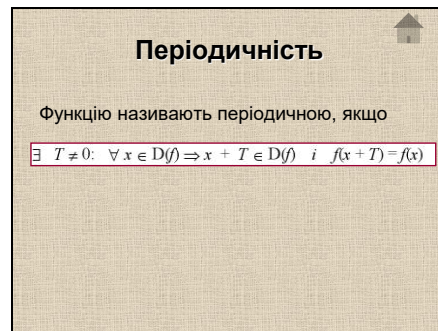 Періодичність
Функцію називають періодичною, якщо
∃ T ≠ 0: ∀ x ∈ D(f) ⇒ x + T ∈ D(f) і f(x + T) = f(x)